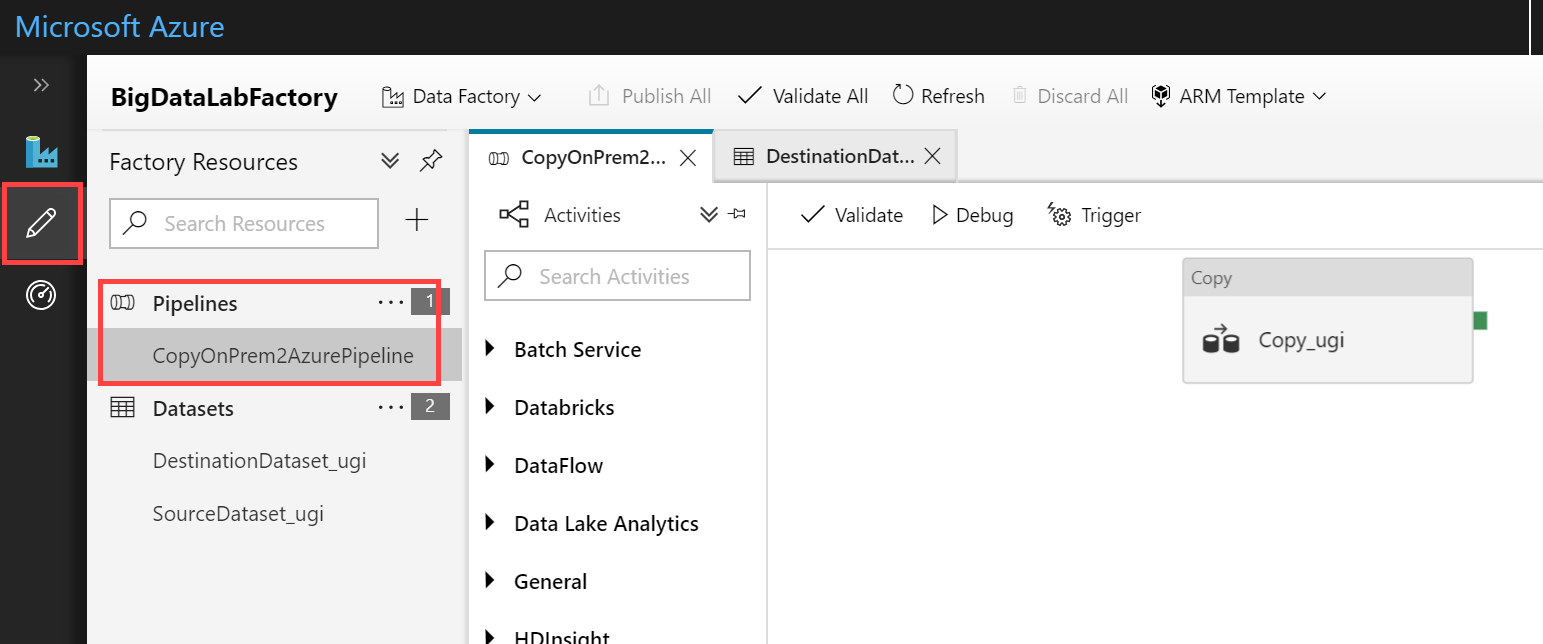 Microsoft Azure
BigDataLabFactory
Data Factory
Publish All
Validate All
Refresh
Discard All
ARM Template
Factory Resources
Search Resources
Pipelines
1
CopyOnPrem2AzurePipeline
Datasets
2
DestinationDataset_ugi
SourceDataset_ugi
CopyOnPrem2...
DestinationDat...
Activities
Search Activities
Batch Service
Databricks
DataFlow
Data Lake Analytics
General
HDInsight
Validate
Debug
Trigger
Copy
Copy_ugi